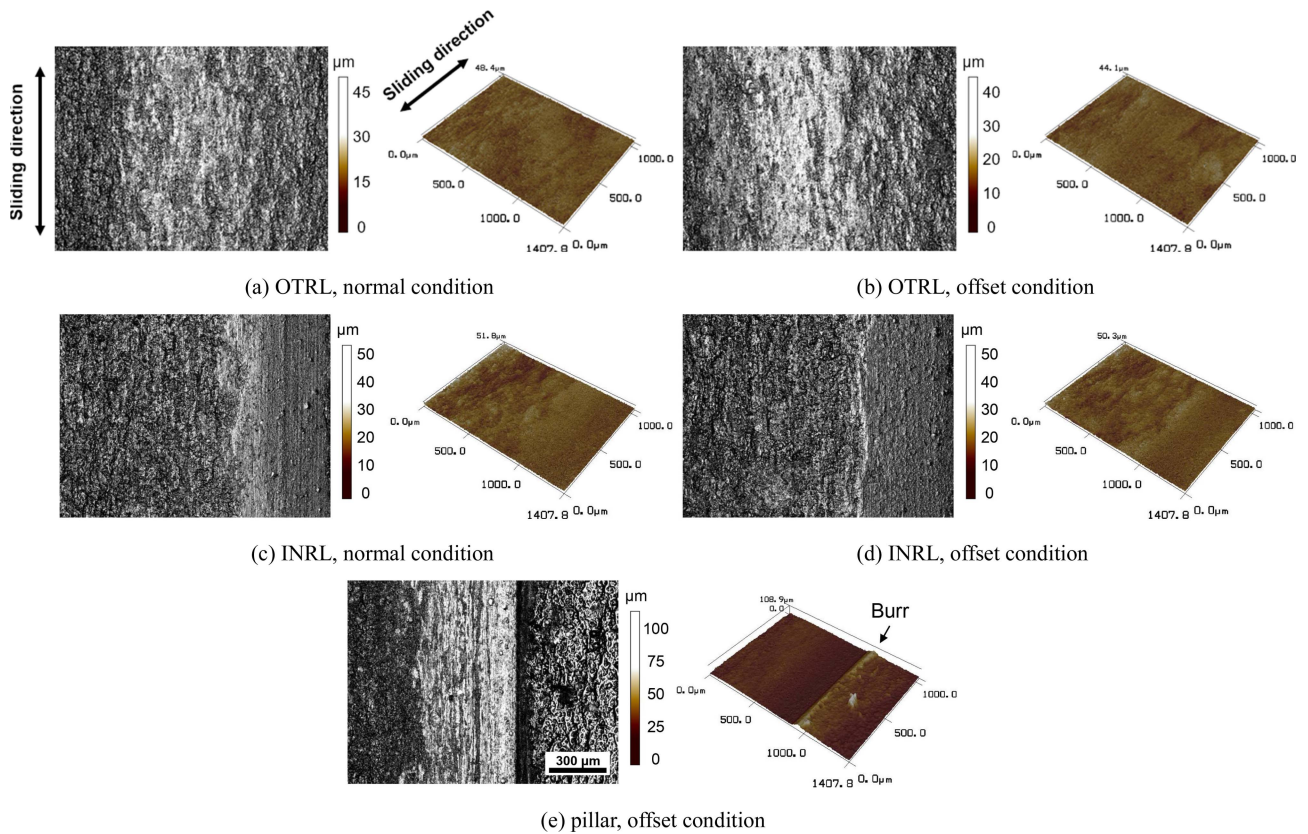 Sliding direction
μm
45
30
15
0
Sliding direction
48.4μm
0.0μm
500.0
1000.0
1407.8
0.0μm
500.0
1000.0
μm
40
30
20
10
0
44.1μm
0.0μm
500.0
1000.0
1407.8
0.0μm
500.0
1000.0
(a) OTRL, normal condition
(b) OTRL, offset condition
μm
50
40
30
20
10
0
51.8μm
0.0μm
500.0
1000.0
1407.8
0.0μm
500.0
1000.0
μm
50
40
30
20
10
0
50.3μm
0.0μm
500.0
1000.0
1407.8
0.0μm
500.0
1000.0
(c) INRL, normal condition
(d) INRL, offset condition
300 μm
μm
100
75
50
25
0
108.9μm
0.0
Burr
0.0μm
500.0
1000.0
1407.8
0.0μm
500.0
1000.0
(e) pillar, offset condition